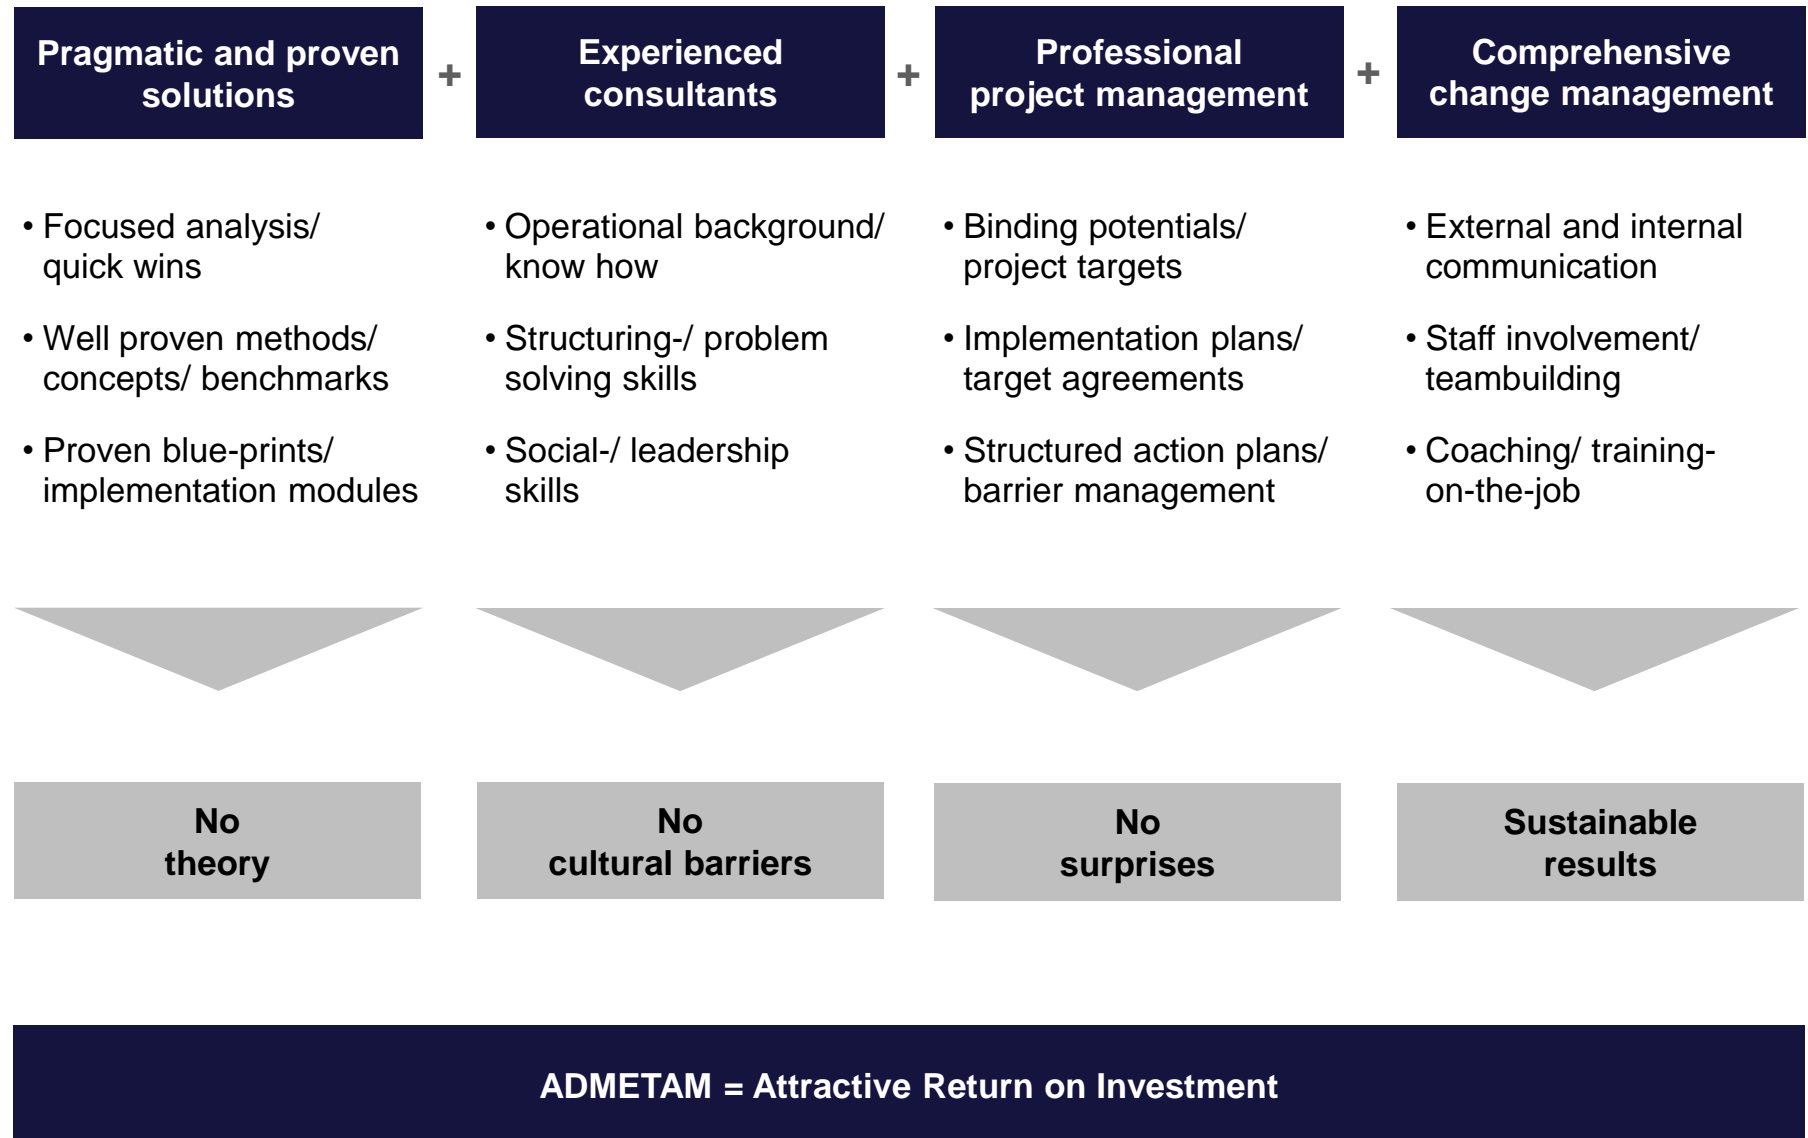 Pragmatic and proven
solutions
+
Experienced
consultants
+
Professional
project management
+
Comprehensive
change management
• Focused analysis/
quick wins
• Well proven methods/
concepts/ benchmarks
• Proven blue-prints/
implementation modules
• Operational background/
know how
• Structuring-/ problem
solving skills
• Social-/ leadership
skills
• Binding potentials/
project targets
• Implementation plans/
target agreements
• Structured action plans/
barrier management
• External and internal
communication
• Staff involvement/
teambuilding
• Coaching/ training-
on-the-job
No
theory
No
cultural barriers
No
surprises
Sustainable
results
ADMETAM = Attractive Return on Investment